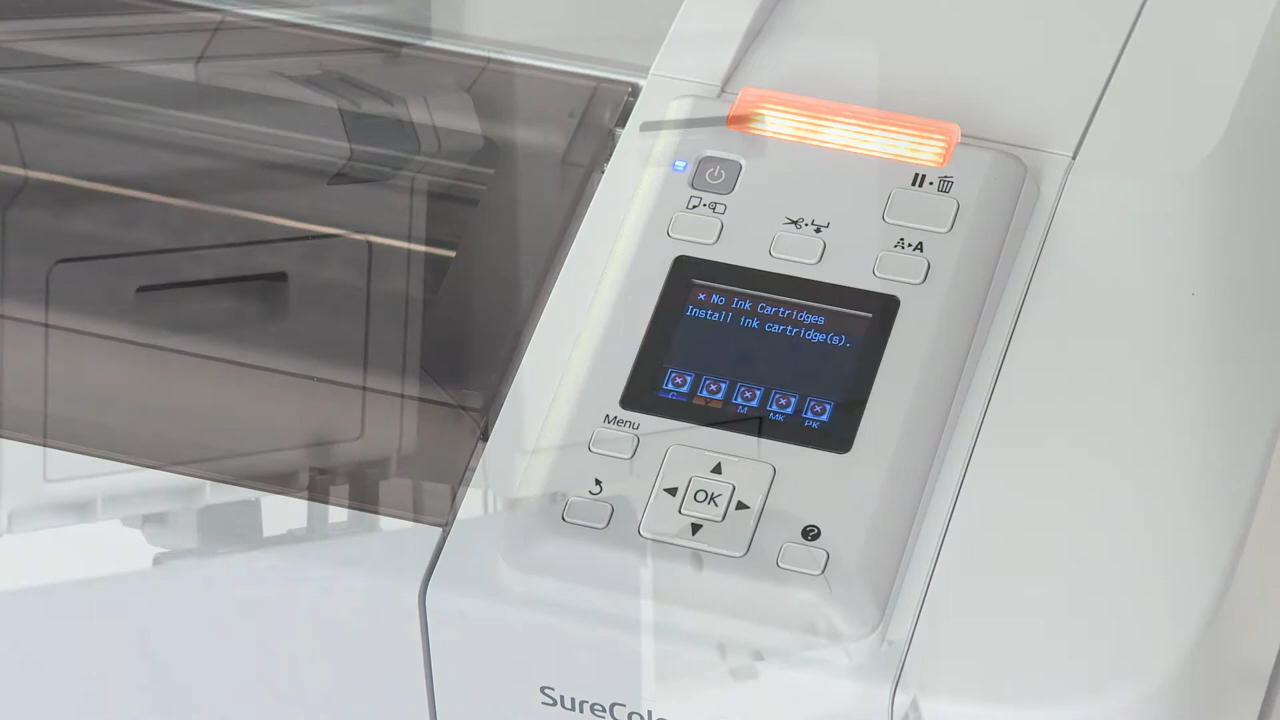 A
× No Ink Cartridges
Install ink cartridge(s).
C Y M MK PK
Menu
OK
?
SureColo